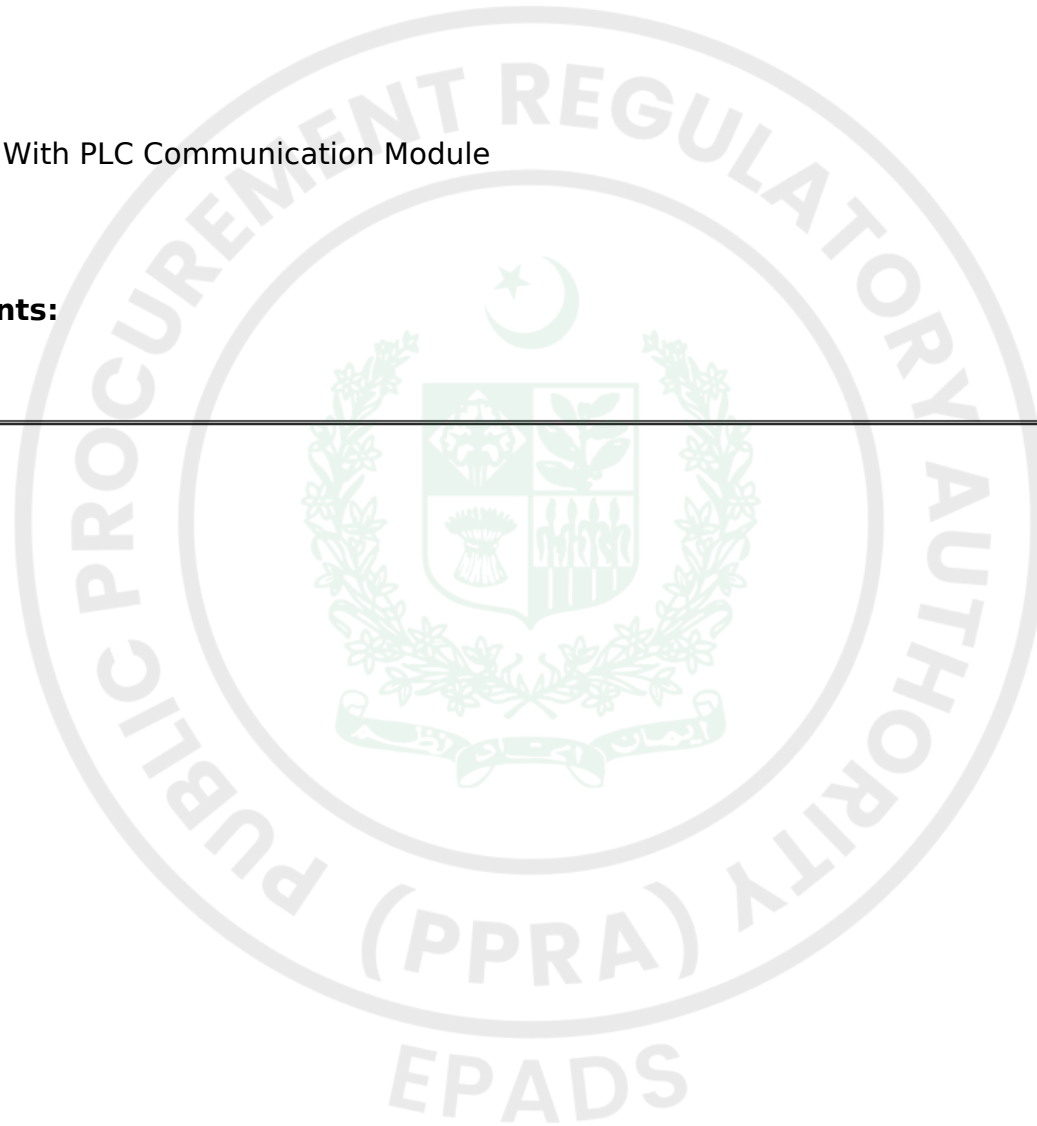 With PLC Communication Module
nts:
PUBLIC PROCUREMENT REGULATORY AUTHORITY
(PPRA)
EPADS